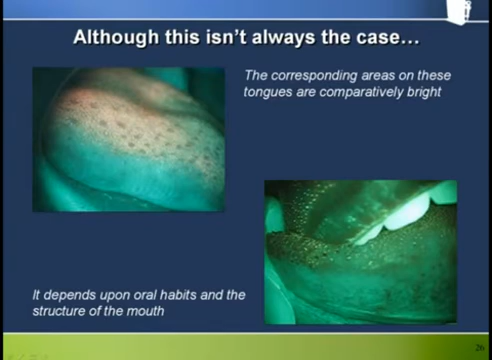 Although this isn't always the case…
The corresponding areas on these
tongues are comparatively bright
It depends upon oral habits and the
structure of the mouth
26